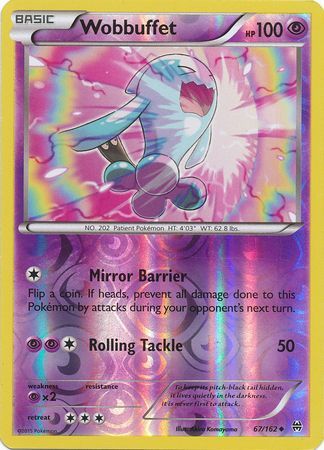 BASIC
Wobbuffet HP100
NO. 202 Patient Pokémon HT: 4'03" WT: 62.8 lbs.
Mirror Barrier
Flip a coin. If heads, prevent all damage done to this
Pokémon by attacks during your opponent's next turn.
Rolling Tackle 50
weakness resistance
×2
To keep its pitch-black tail hidden,
it lives quietly in the darkness.
It is never first to attack.
retreat
©2015 Pokémon Illus. Akira Komayama 67/162